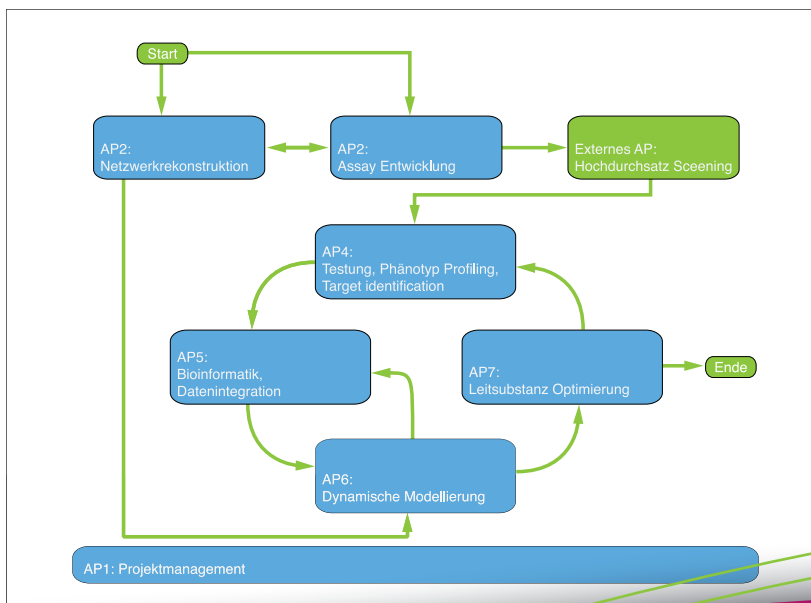 Start
AP2:
Netzwerkrekonstruktion
AP2:
Assay Entwicklung
Externes AP:
Hochdurchsatz Sceening
AP4:
Testung, Phänotyp Profiling,
Target identification
AP5:
Bioinformatik,
Datenintegration
AP7:
Leitsubstanz Optimierung
Ende
AP6:
Dynamische Modellierung
AP1: Projektmanagement